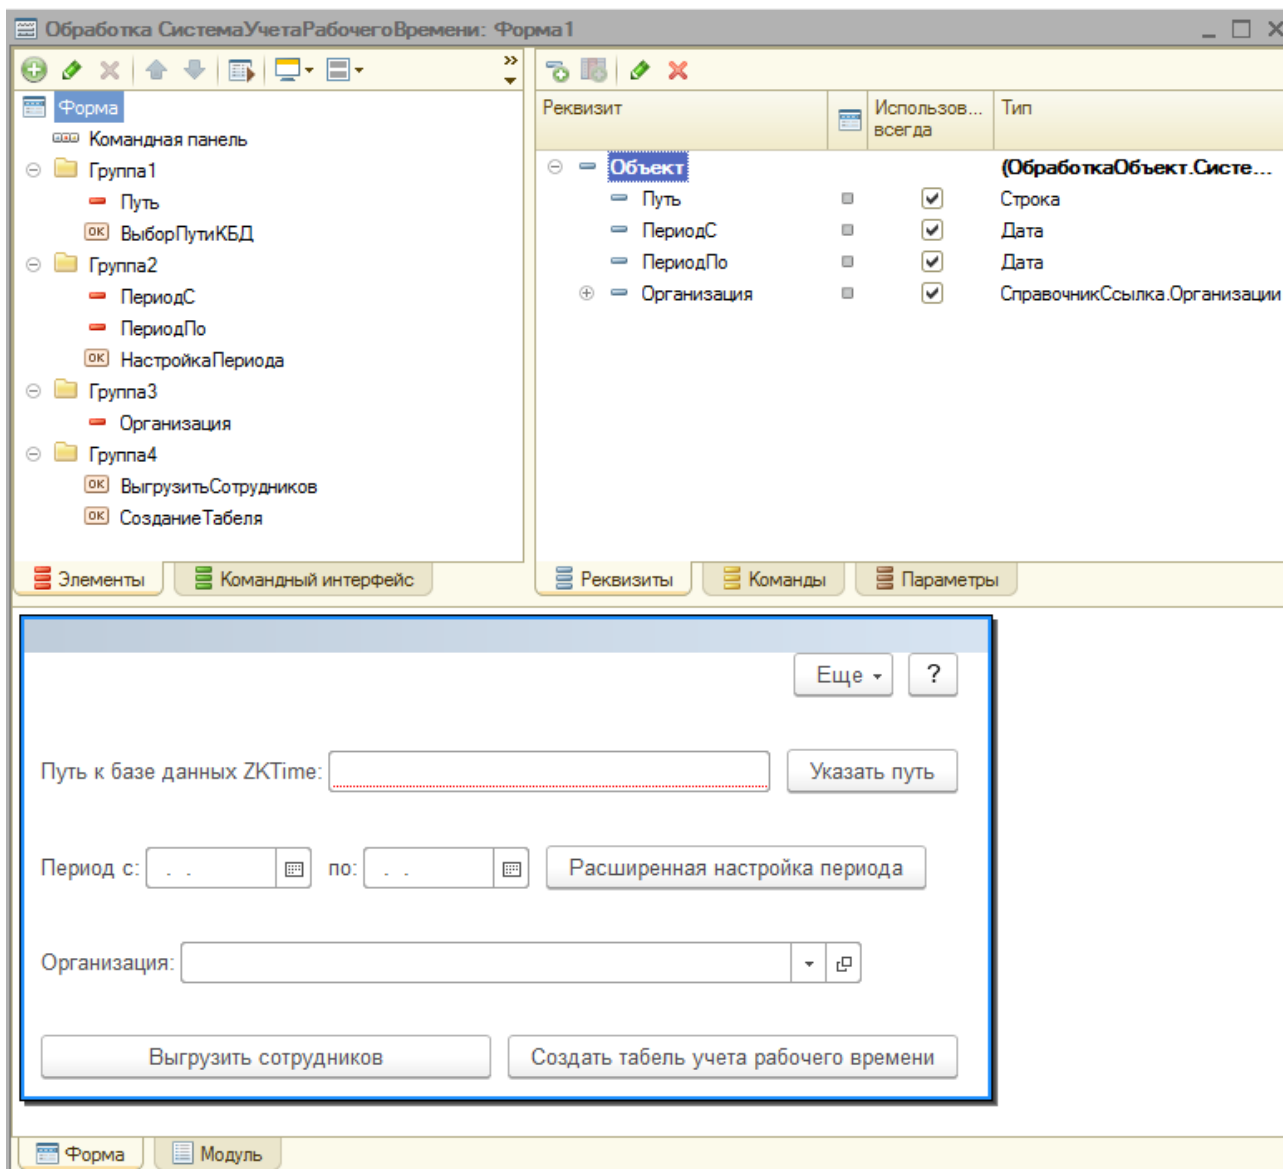 Обработка СистемаУчетаРабочегоВремени: Форма1
Форма
Командная панель
Группа1
Путь
ВыборПутиКБД
Группа2
ПериодС
ПериодПо
НастройкаПериода
Группа3
Организация
Группа4
ВыгрузитьСотрудников
СозданиеТабеля
Элементы
Командный интерфейс
Реквизит
Использов... всегда
Тип
Объект (ОбработкаОбъект.Систе...
Путь Строка
ПериодС Дата
ПериодПо Дата
Организация СправочникСсылка.Организации
Реквизиты
Команды
Параметры
Еще ?
Путь к базе данных ZKTime: Указать путь
Период с: . . по: . . Расширенная настройка периода
Организация:
Выгрузить сотрудников Создать табель учета рабочего времени
Форма
Модуль